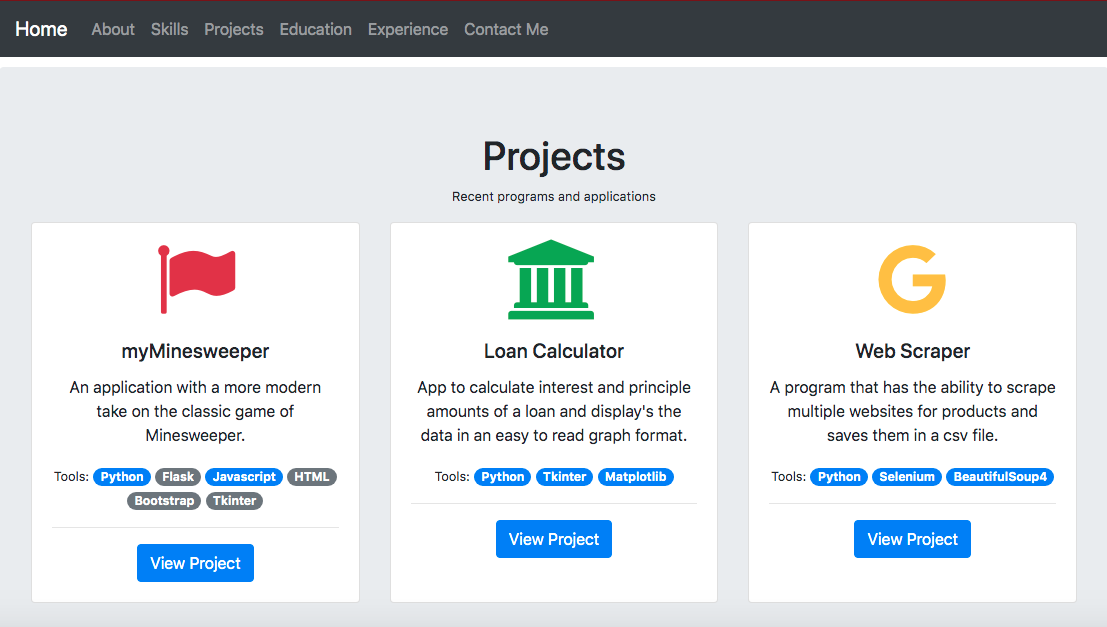 Home About Skills Projects Education Experience Contact Me
Projects
Recent programs and applications
myMinesweeper
An application with a more modern
take on the classic game of
Minesweeper.
Tools: Python Flask Javascript HTML
Bootstrap Tkinter
View Project
Loan Calculator
App to calculate interest and principle
amounts of a loan and display's the
data in an easy to read graph format.
Tools: Python Tkinter Matplotlib
View Project
Web Scraper
A program that has the ability to scrape
multiple websites for products and
saves them in a csv file.
Tools: Python Selenium BeautifulSoup4
View Project